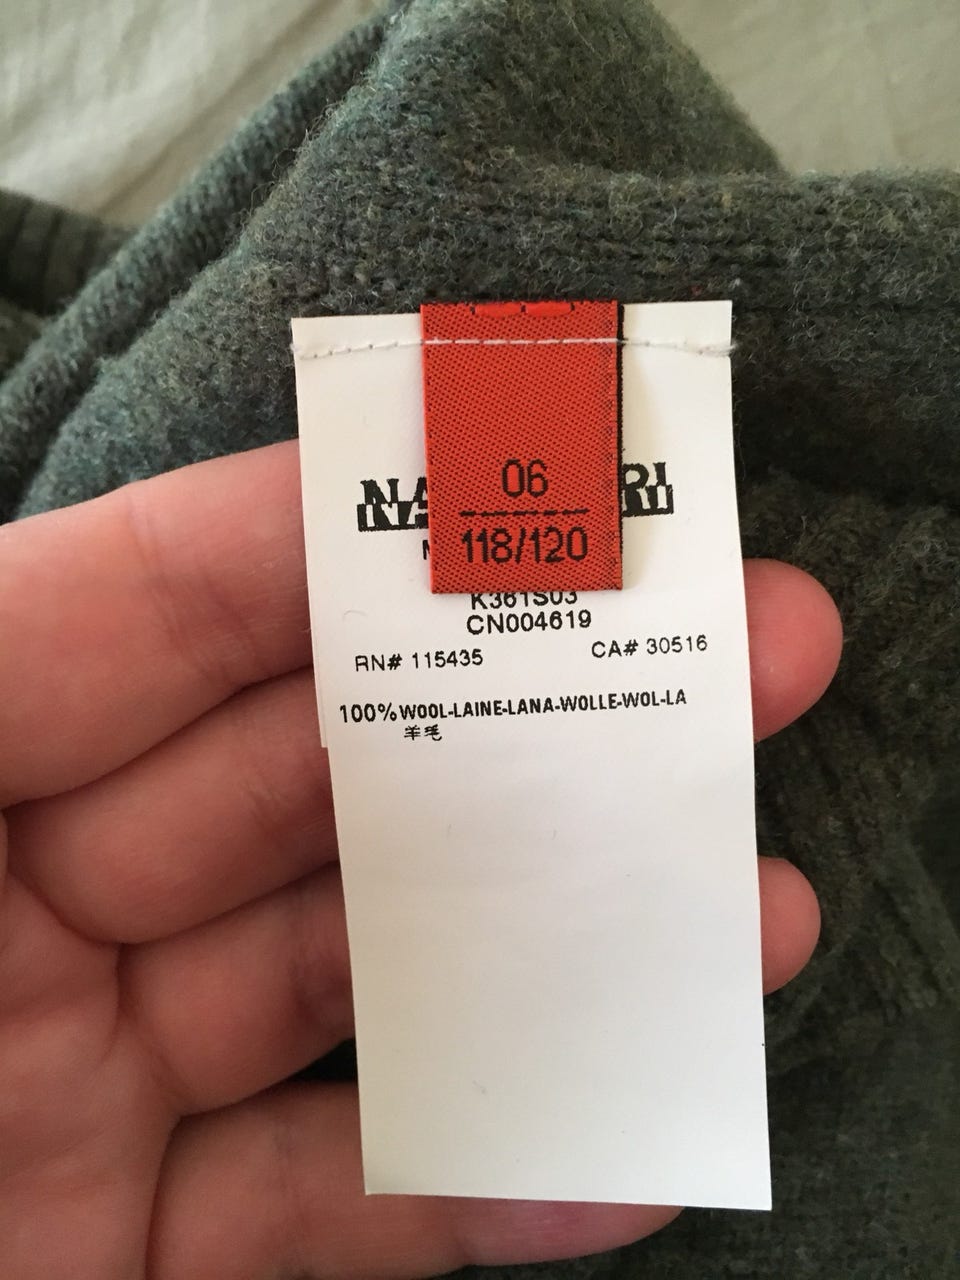 06
118/120
K361S03
CN004619
RN# 115435 CA# 30516
100% WOOL-LAINE-LANA-WOLLE-WOL-LA
羊毛